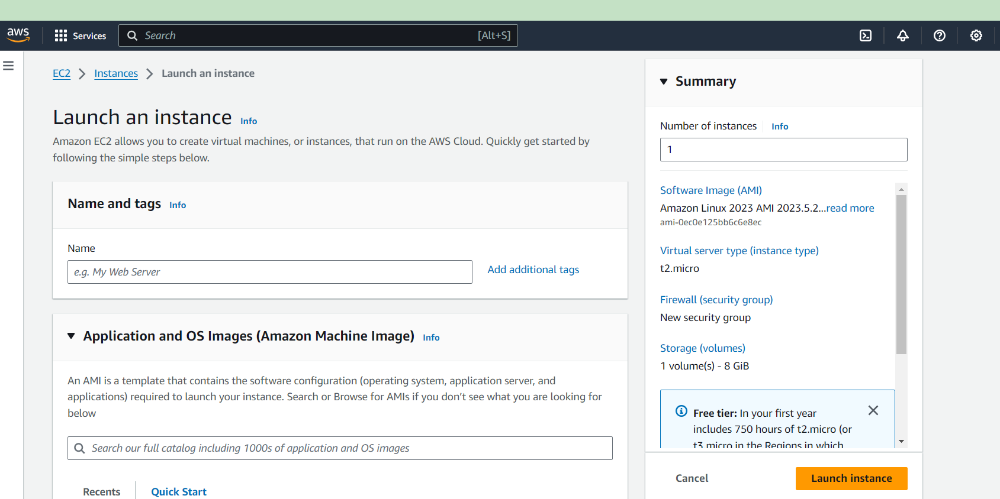 aws
Services
Search
[Alt+S]
EC2
Instances
Launch an instance
Launch an instance Info
Amazon EC2 allows you to create virtual machines, or instances, that run on the AWS Cloud. Quickly get started by
following the simple steps below.
Name and tags Info
Name
e.g. My Web Server
Add additional tags
Application and OS Images (Amazon Machine Image) Info
An AMI is a template that contains the software configuration (operating system, application server, and
applications) required to launch your instance. Search or Browse for AMIs if you don’t see what you are looking for
below
Search our full catalog including 1000s of application and OS images
Recents
Quick Start
Summary
Number of instances Info
1
Software Image (AMI)
Amazon Linux 2023 AMI 2023.5.2...read more
ami-0ec0e125bb6c6e8ec
Virtual server type (instance type)
t2.micro
Firewall (security group)
New security group
Storage (volumes)
1 volume(s) - 8 GiB
Free tier: In your first year
includes 750 hours of t2.micro (or
t3.micro in the Regions in which
Cancel
Launch instance